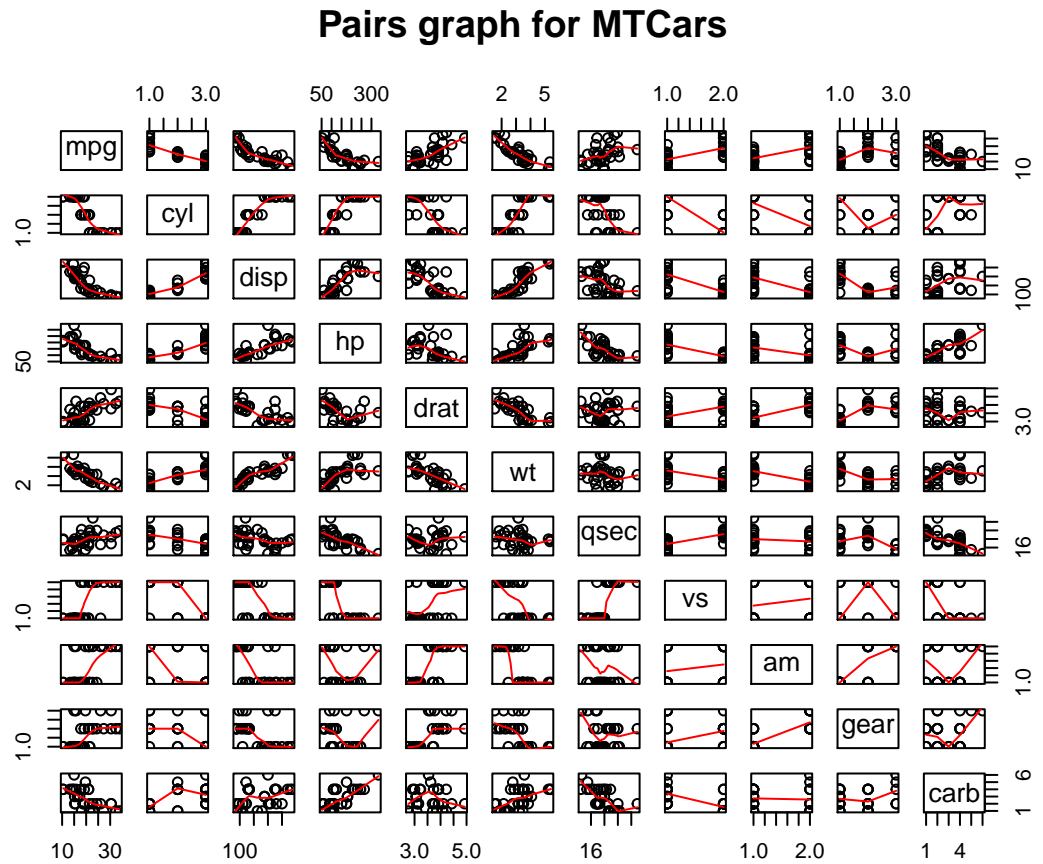 Pairs graph for MTCars
1.0 3.0 50 300 2 5 1.0 2.0 1.0 3.0
mpg 10
1.0 cyl
disp 100
50 hp
drat 3.0
2 wt
qsec 16
1.0 vs
am 1.0
1.0 gear
carb 1 6
10 30 100 3.0 5.0 16 1.0 2.0 1 4